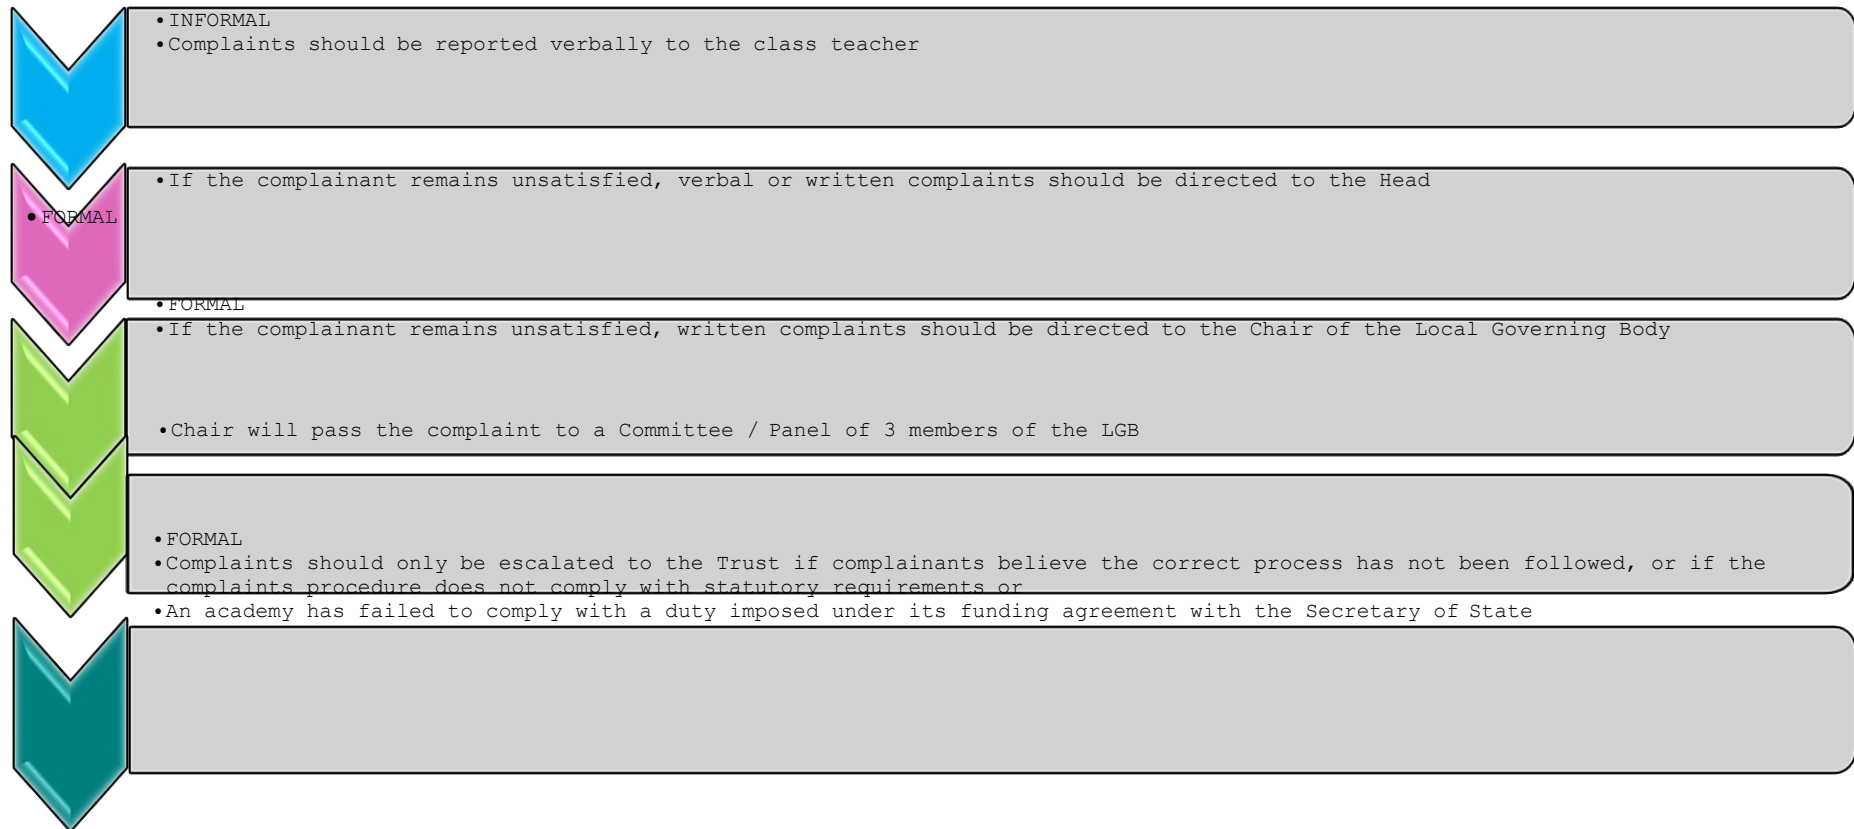 • INFORMAL
• Complaints should be reported verbally to the class teacher
• If the complainant remains unsatisfied, verbal or written complaints should be directed to the Head
• FORMAL
• FORMAL
• If the complainant remains unsatisfied, written complaints should be directed to the Chair of the Local Governing Body
• Chair will pass the complaint to a Committee / Panel of 3 members of the LGB
• FORMAL
• Complaints should only be escalated to the Trust if complainants believe the correct process has not been followed, or if the
complaints procedure does not comply with statutory requirements or
• An academy has failed to comply with a duty imposed under its funding agreement with the Secretary of State